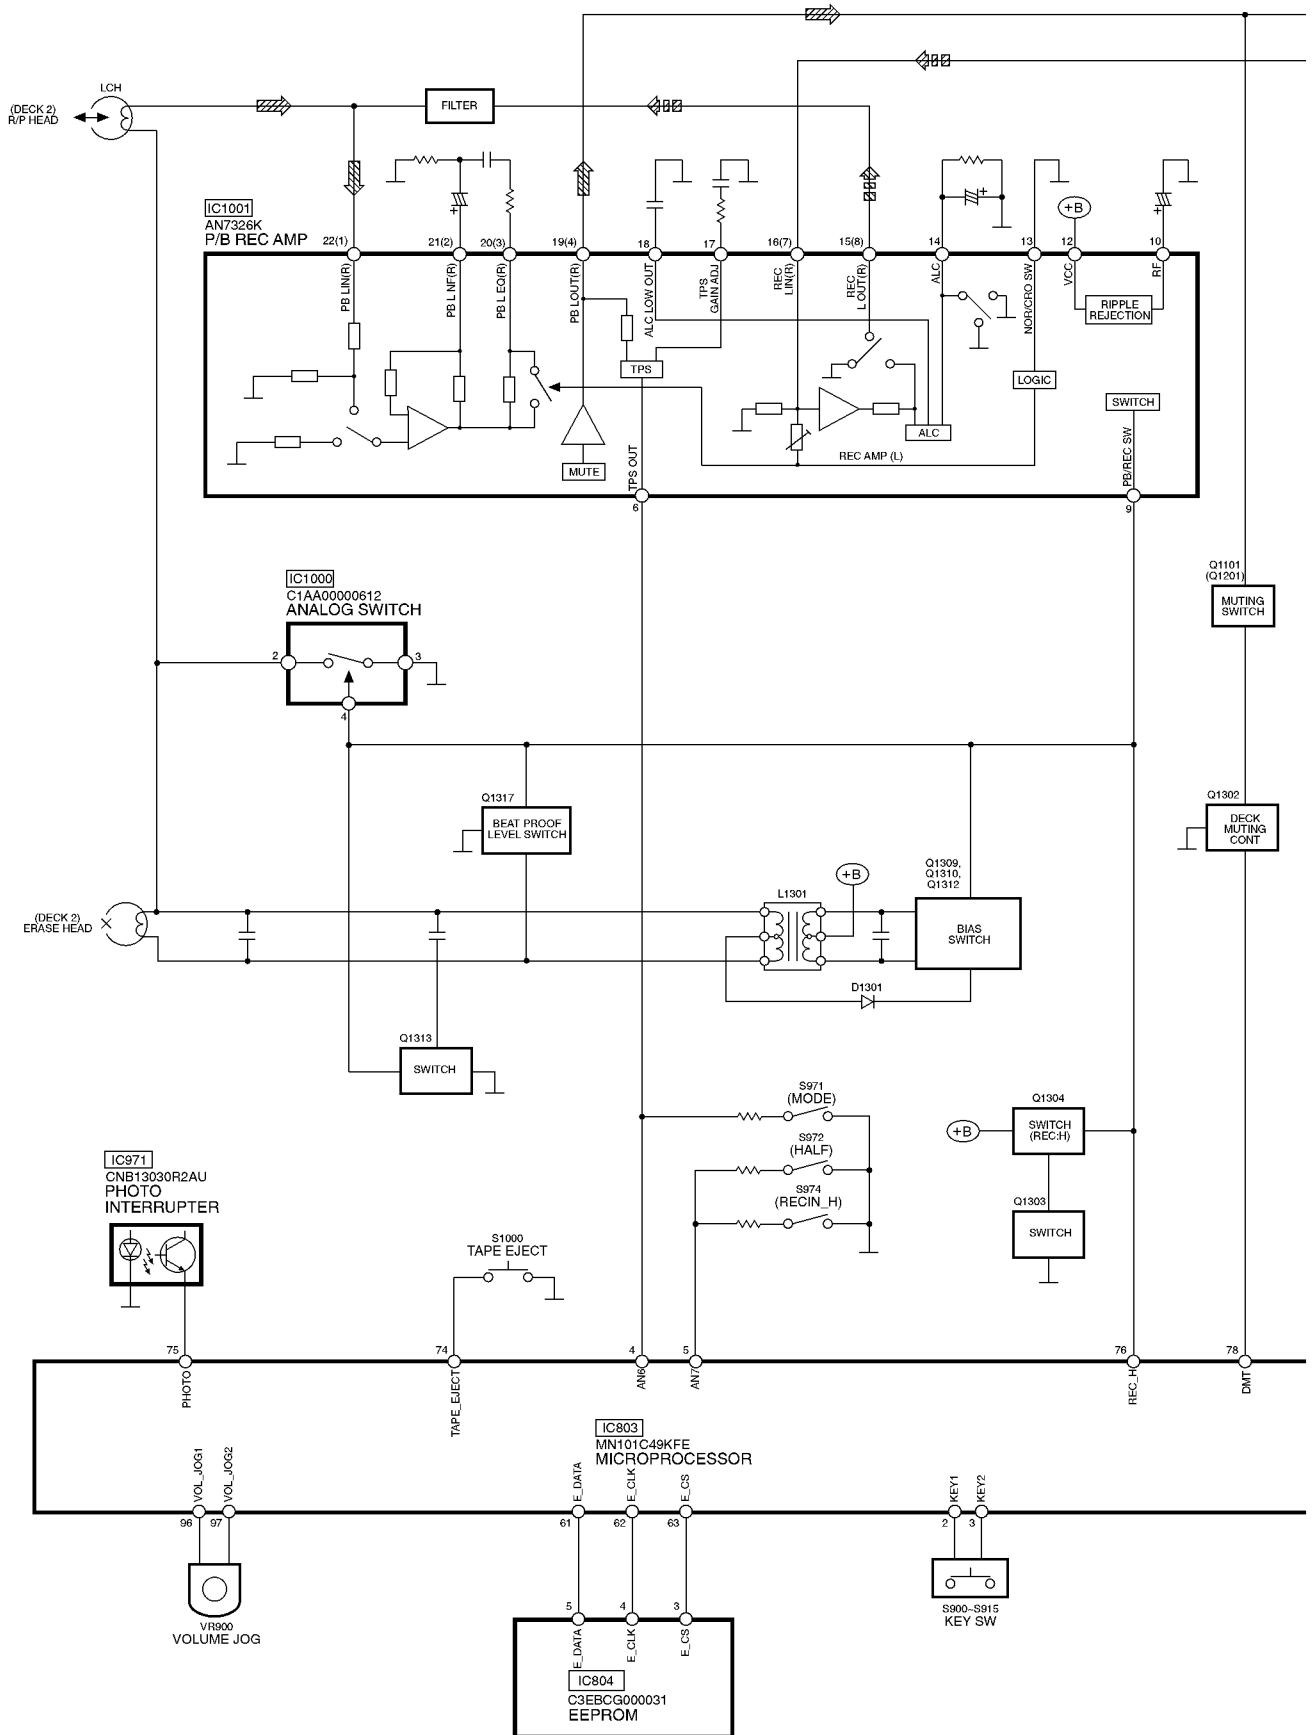 LCH
(DECK 2)
R/P HEAD
FILTER
IC1001
AN7326K
P/B REC AMP
22(1)
21(2)
20(3)
19(4)
18
17
16(7)
15(8)
14
13
12
10
+B
PB LIN(R)
PB L NF(R)
PB L EQ(R)
PB LOUT(R)
ALC LOW OUT
TPS
GAIN ADJ
REC
LIN(R)
REC
L OUT(R)
ALC
NOR/CRO SW
VCC
RF
RIPPLE
REJECTION
TPS
LOGIC
SWITCH
ALC
MUTE
REC AMP (L)
TPS OUT
PB/REC SW
6
9
IC1000
C1AA00000612
ANALOG SWITCH
2
3
4
Q1101
(Q1201)
MUTING
SWITCH
Q1317
BEAT PROOF
LEVEL SWITCH
Q1302
DECK
MUTING
CONT
(DECK 2)
ERASE HEAD
L1301
+B
Q1309,
Q1310,
Q1312
BIAS
SWITCH
D1301
Q1313
SWITCH
S971
(MODE)
S972
(HALF)
S974
(RECIN_H)
+B
Q1304
SWITCH
(REC:H)
Q1303
SWITCH
IC971
CNB13030R2AU
PHOTO
INTERRUPTER
S1000
TAPE EJECT
75
74
4
5
76
78
PHOTO
TAPE_EJECT
AN6
AN7
REC_H
DMT
IC803
MN101C49KFE
MICROPROCESSOR
VOL_JOG1
VOL_JOG2
E_DATA
E_CLK
E_CS
KEY1
KEY2
96
97
61
62
63
2
3
VR900
VOLUME JOG
5
4
3
E_DATA
E_CLK
E_CS
S900~S915
KEY SW
IC804
C3EBCG000031
EEPROM